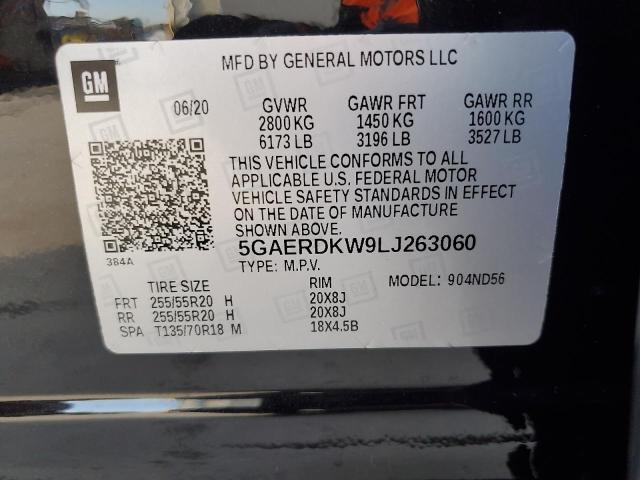 GM
MFD BY GENERAL MOTORS LLC
06/20 GVWR GAWR FRT GAWR RR
2800 KG 1450 KG 1600 KG
6173 LB 3196 LB 3527 LB
THIS VEHICLE CONFORMS TO ALL
APPLICABLE U.S. FEDERAL MOTOR
VEHICLE SAFETY STANDARDS IN EFFECT
ON THE DATE OF MANUFACTURE
SHOWN ABOVE.
384A
5GAERDKW9LJ263060
TYPE: M.P.V.
TIRE SIZE RIM MODEL: 904ND56
FRT 255/55R20 H 20X8J
RR 255/55R20 H 20X8J
SPA T135/70R18 M 18X4.5B